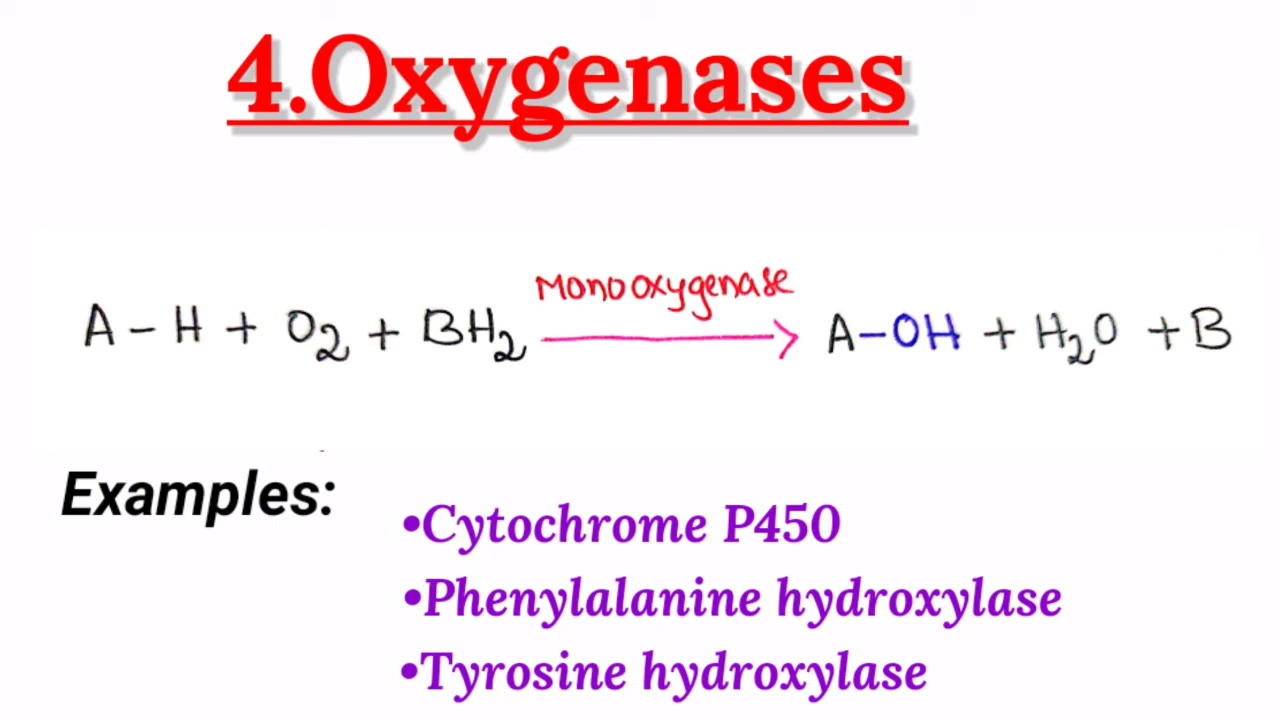 4.Oxygenases
Monooxygenase
A - H + O2 + BH2 → A-OH + H2O + B
Examples:
•Cytochrome P450
•Phenylalanine hydroxylase
•Tyrosine hydroxylase